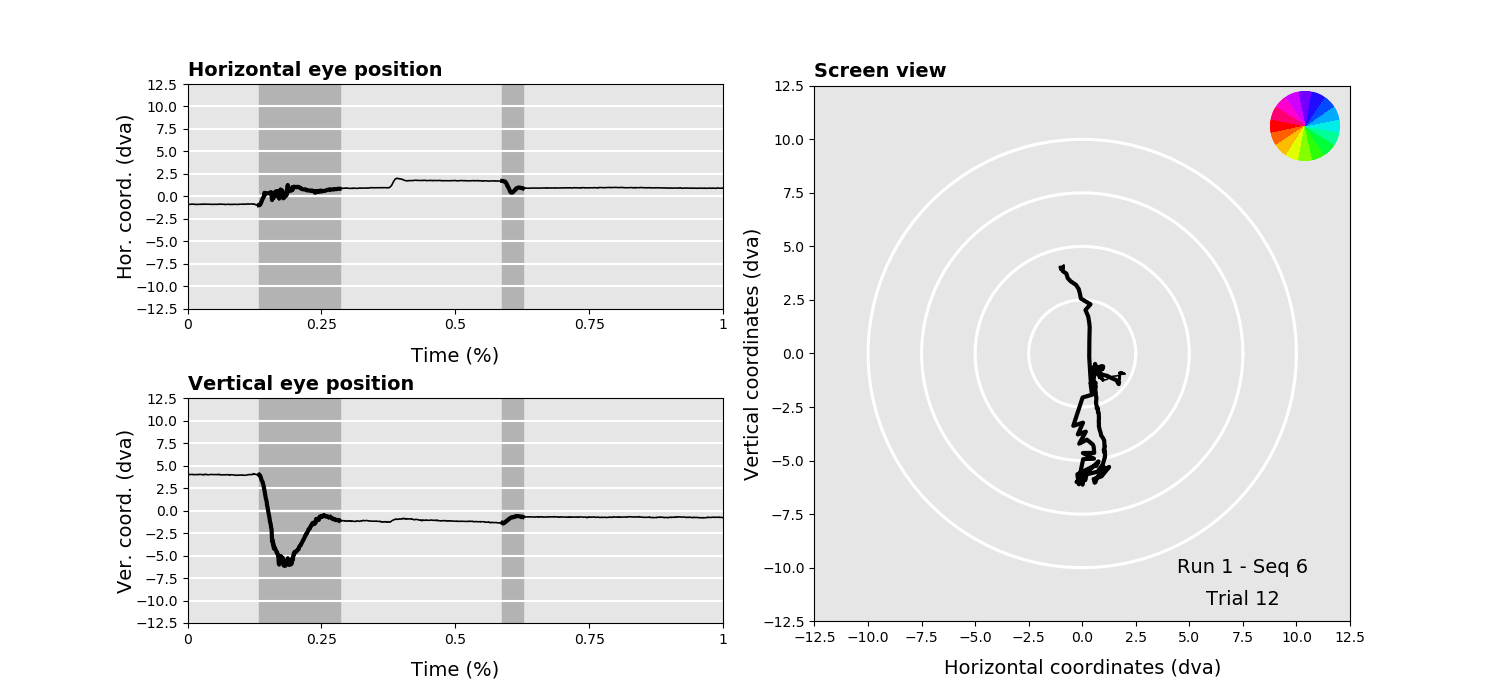 Horizontal eye position
12.5
10.0
7.5
5.0
2.5
0.0
−2.5
−5.0
−7.5
−10.0
−12.5
Hor. coord. (dva)
0 0.25 0.5 0.75 1
Time (%)
Vertical eye position
12.5
10.0
7.5
5.0
2.5
0.0
−2.5
−5.0
−7.5
−10.0
−12.5
Ver. coord. (dva)
0 0.25 0.5 0.75 1
Time (%)
Screen view
12.5
10.0
7.5
5.0
2.5
0.0
−2.5
−5.0
−7.5
−10.0
−12.5
Vertical coordinates (dva)
Run 1 - Seq 6
Trial 12
−12.5 −10.0 −7.5 −5.0 −2.5 0.0 2.5 5.0 7.5 10.0 12.5
Horizontal coordinates (dva)